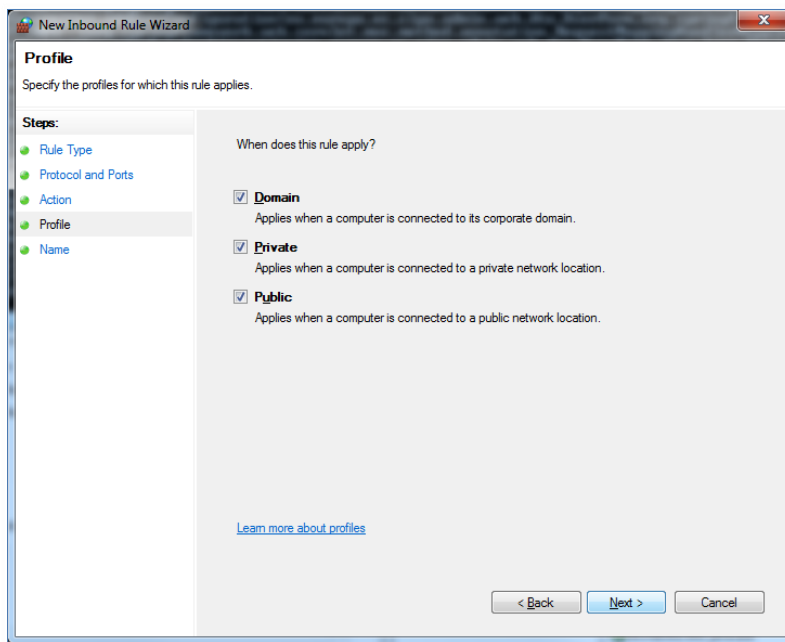 New Inbound Rule Wizard
Profile
Specify the profiles for which this rule applies.
Steps:
Rule Type
Protocol and Ports
Action
Profile
Name
When does this rule apply?
Domain
Applies when a computer is connected to its corporate domain.
Private
Applies when a computer is connected to a private network location.
Public
Applies when a computer is connected to a public network location.
Learn more about profiles
< Back
Next >
Cancel